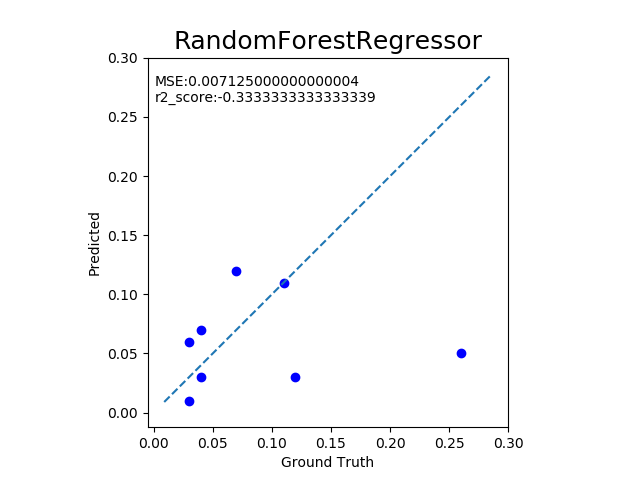 RandomForestRegressor
MSE:0.007125000000000004
r2_score:-0.3333333333333339
0.30
0.25
0.20
0.15
0.10
0.05
0.00
Predicted
0.00 0.05 0.10 0.15 0.20 0.25 0.30
Ground Truth